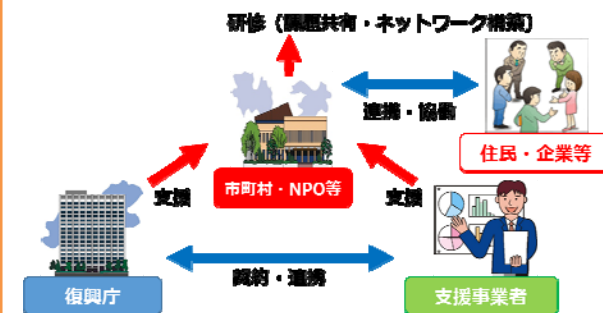 研修（課題共有・ネットワーク構築）
連携・協働
住民・企業等
市町村・NPO等
支援
支援
契約・連携
復興庁
支援事業者